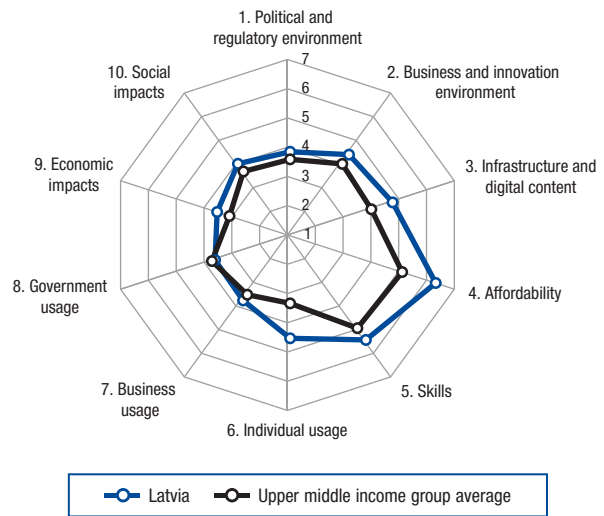 1. Political and
regulatory environment
2. Business and innovation
environment
3. Infrastructure and
digital content
4. Affordability
5. Skills
6. Individual usage
7. Business
usage
8. Government
usage
9. Economic
impacts
10. Social
impacts
7
6
5
4
3
2
1
Latvia
Upper middle income group average